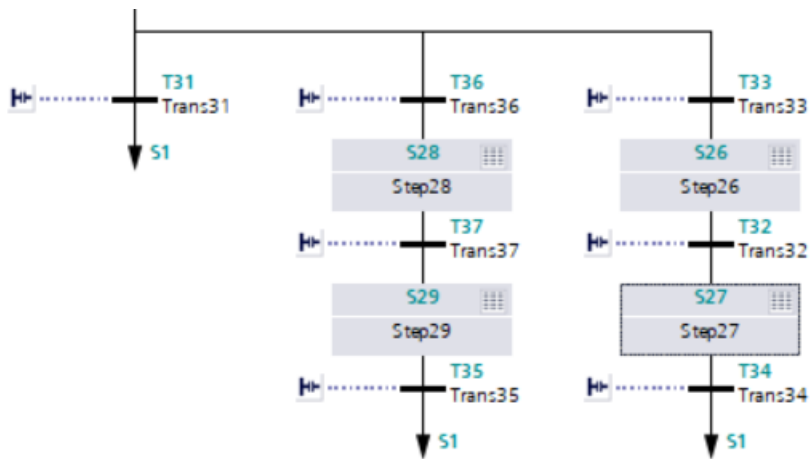 T31
Trans31
T36
Trans36
T33
Trans33
S1
S28
Step28
S26
Step26
T37
Trans37
T32
Trans32
S29
Step29
S27
Step27
T35
Trans35
T34
Trans34
S1
S1